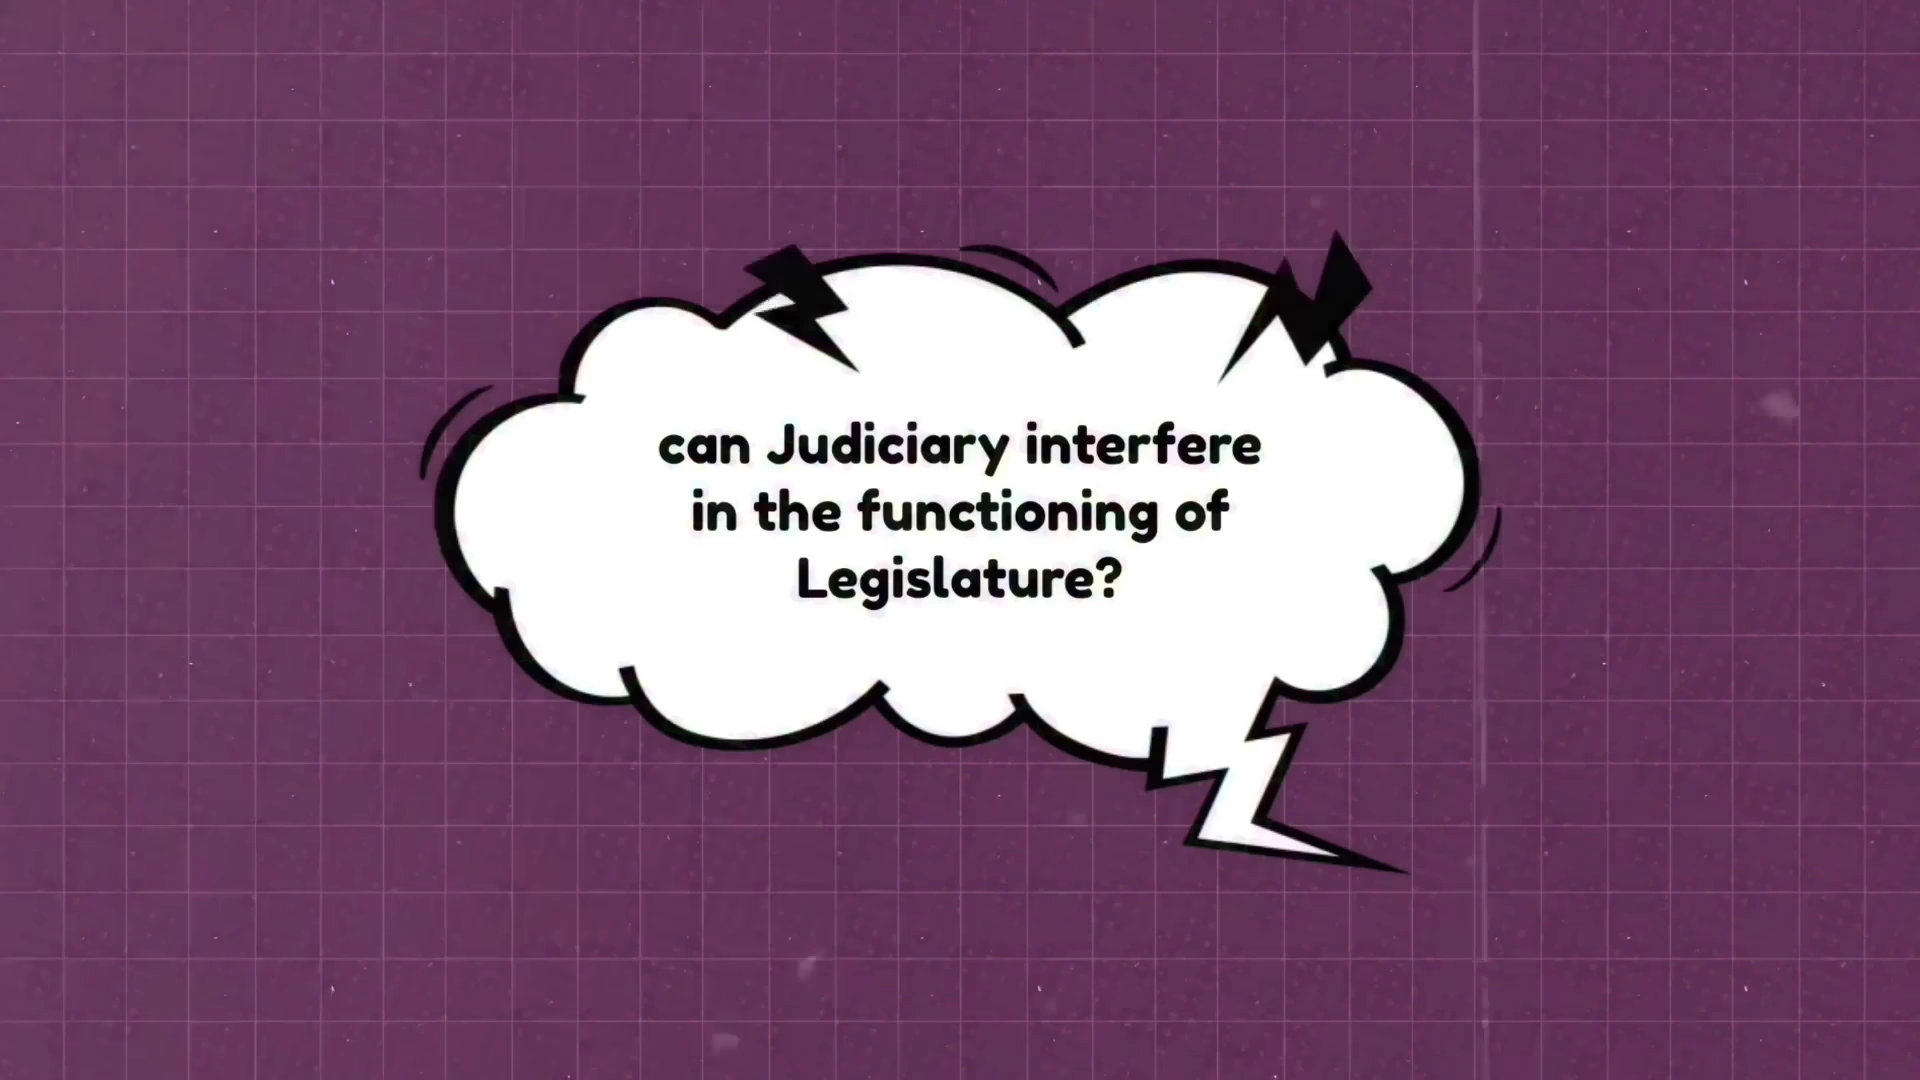 can Judiciary interfere
in the functioning of
Legislature?